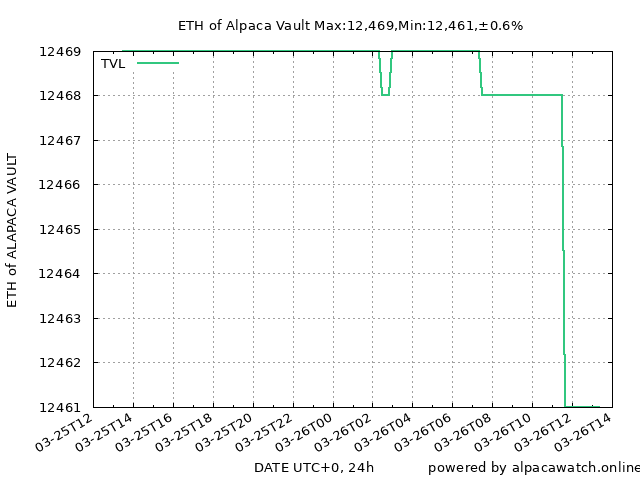 ETH of Alpaca Vault Max:12,469,Min:12,461,±0.6%
TVL
ETH of ALAPACA VAULT
12469
12468
12467
12466
12465
12464
12463
12462
12461
03-25T12
03-25T14
03-25T16
03-25T18
03-25T20
03-25T22
03-26T00
03-26T02
03-26T04
03-26T06
03-26T08
03-26T10
03-26T12
03-26T14
DATE UTC+0, 24h
powered by alpacawatch.online